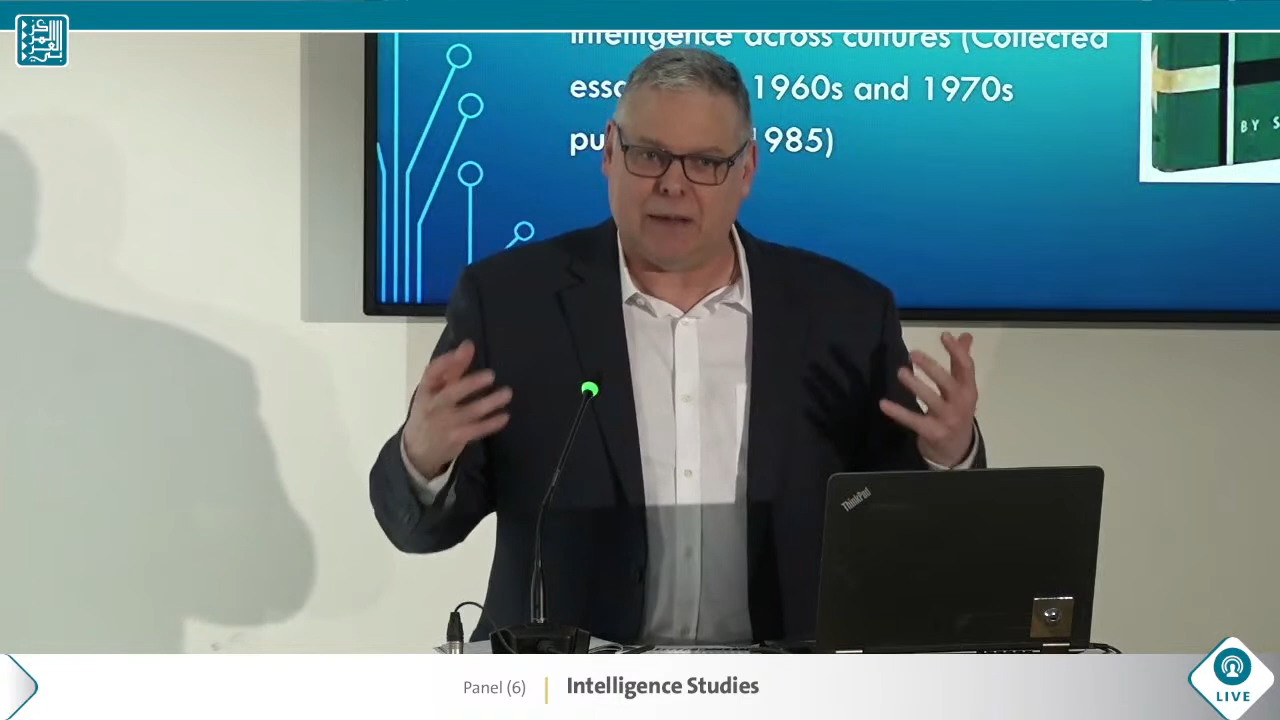 Intelligence across cultures (Collected
1960s and 1970s
1985)
BY S
ThinkPad
Panel (6)
Intelligence Studies
LIVE